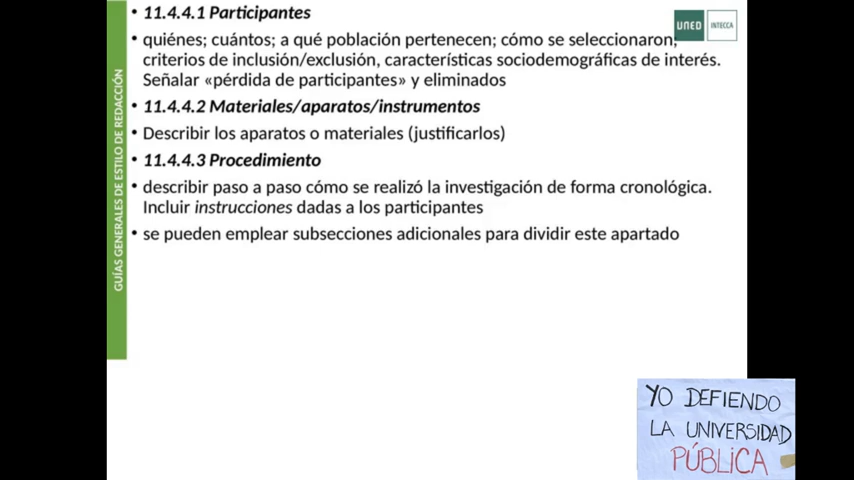 • 11.4.4.1 Participantes
• quiénes; cuántos; a qué población pertenecen; cómo se seleccionaron;
criterios de inclusión/exclusión, características sociodemográficas de interés.
Señalar «pérdida de participantes» y eliminados
• 11.4.4.2 Materiales/aparatos/instrumentos
• Describir los aparatos o materiales (justificarlos)
• 11.4.4.3 Procedimiento
• describir paso a paso cómo se realizó la investigación de forma cronológica.
Incluir instrucciones dadas a los participantes
• se pueden emplear subsecciones adicionales para dividir este apartado
GUÍAS GENERALES DE ESTILO DE REDACCIÓN
UNED INTECCA
YO DEFIENDO
LA UNIVERSIDAD
PÚBLICA